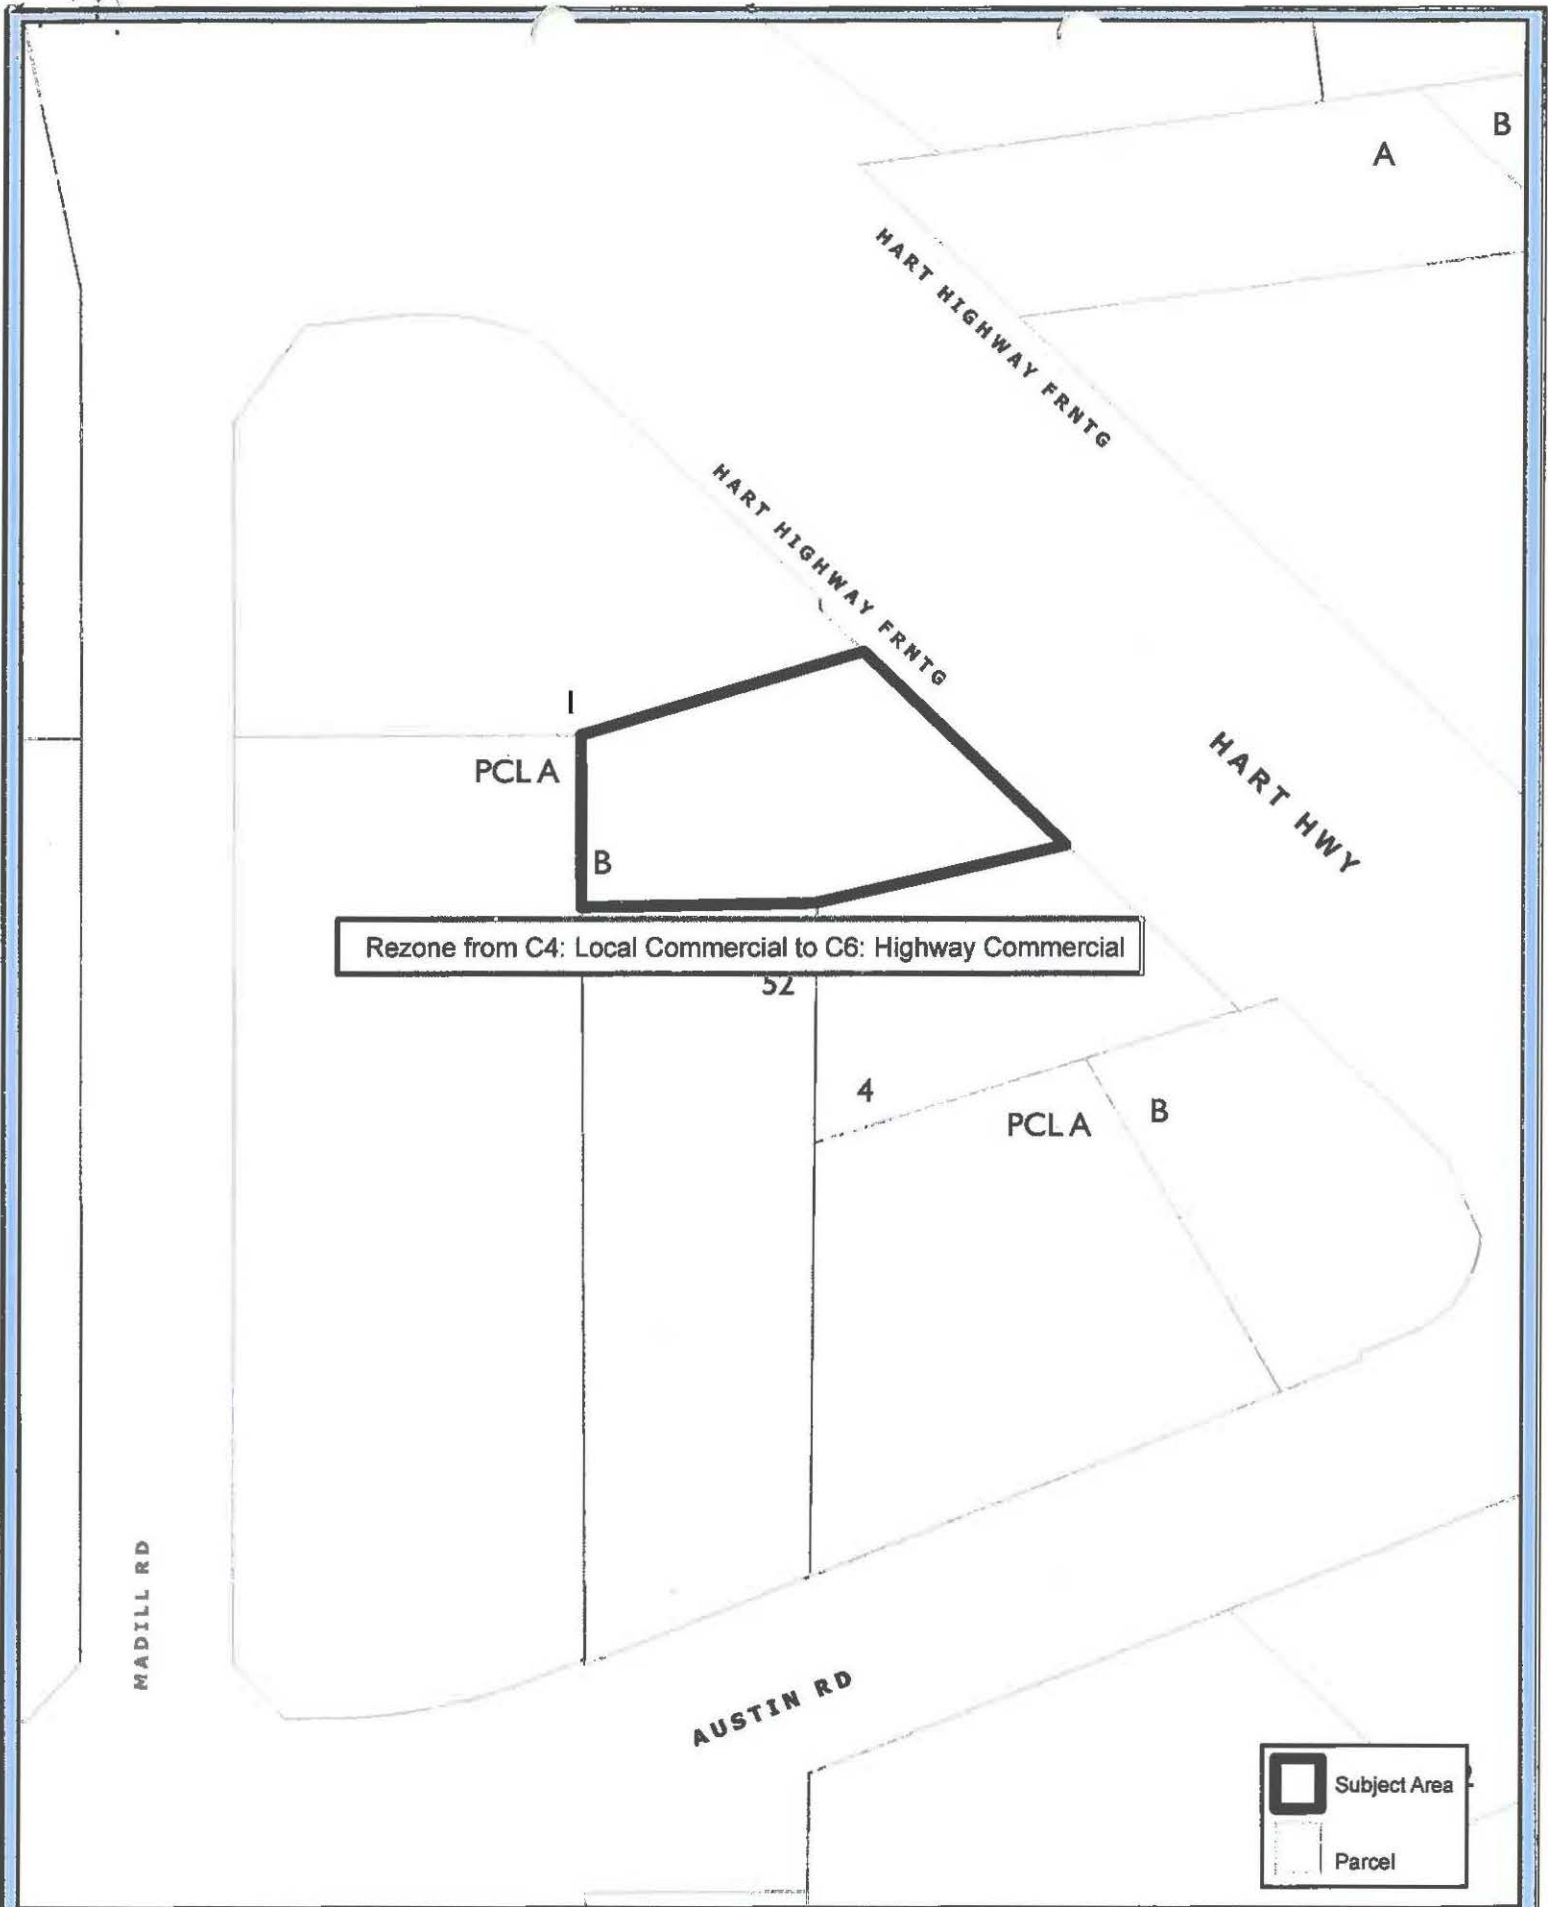 B
A
HART HIGHWAY FRNTG
HART HIGHWAY FRNTG
1
HART HWY
PCL A
B
Rezone from C4: Local Commercial to C6: Highway Commercial
52
4
PCL A
B
MADILL RD
AUSTIN RD
Subject Area
Parcel